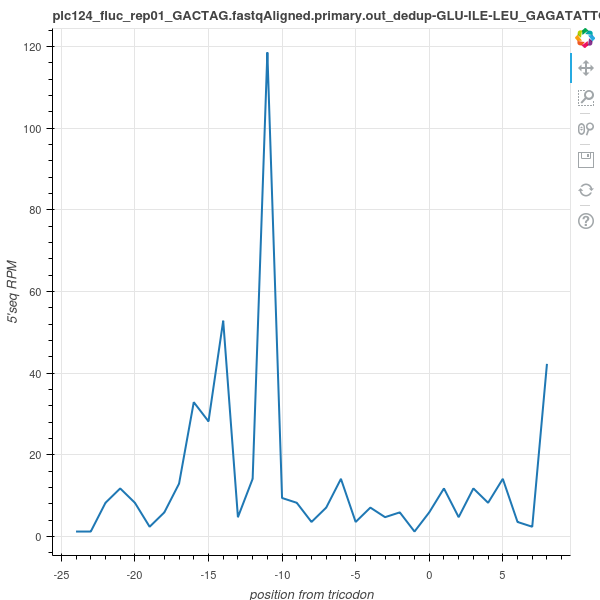 plc124_fluc_rep01_GACTAG.fastqAligned.primary.out_dedup-GLU-ILE-LEU_GAGATATT
120
100
80
60
40
20
0
5'seq RPM
-25 -20 -15 -10 -5 0 5
position from tricodon